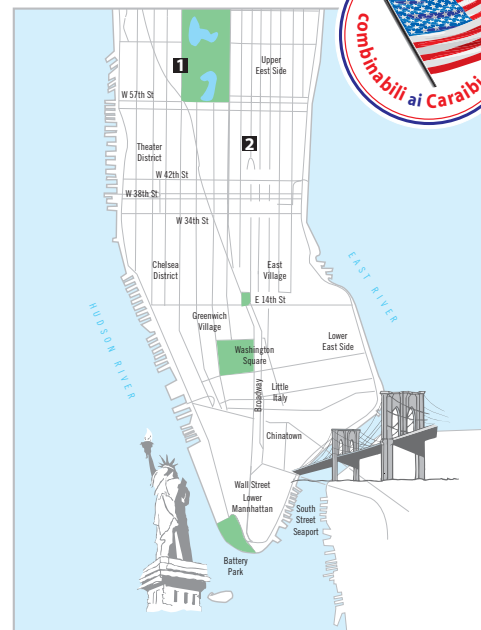 combinabili ai Caraibi
1
Upper
Eest Side
W 57th St
2
Theater
District
W 42th St
W 38th St
W 34th St
Chelsea
District
East
Village
EAST RIVER
E 14th St
HUDSON RIVER
Greenwich
Village
Lower
East Side
Washington
Square
Broadway
Little
Italy
Chinatown
Wall Street
Lower
Mannhattan
South
Street
Seaport
Battery
Park